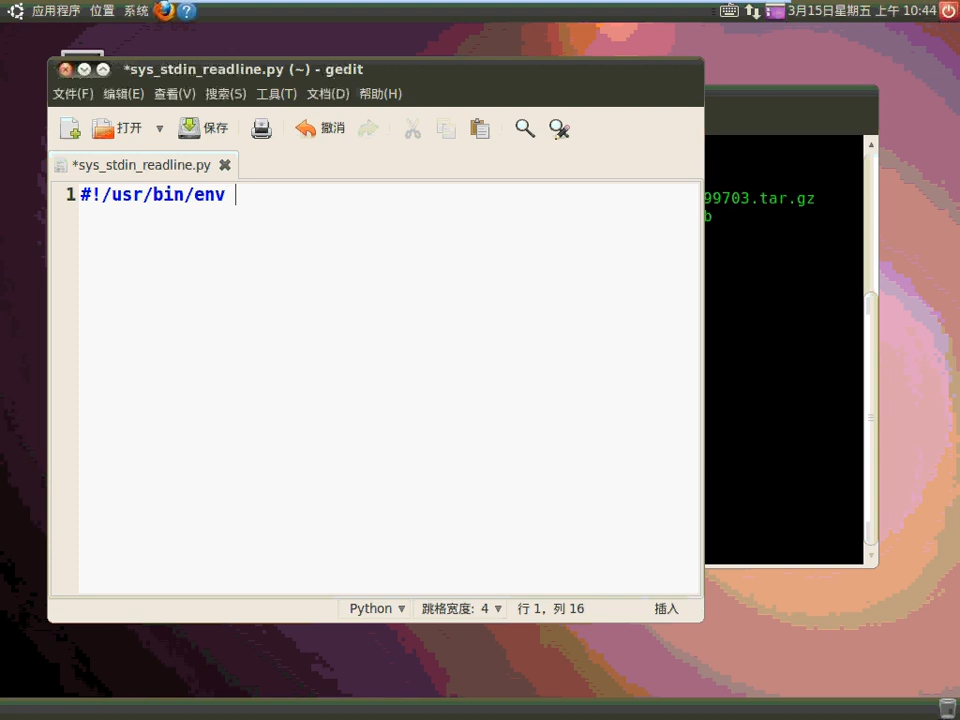 应用程序 位置 系统 ? 3月15日星期五 上午 10:44
*sys_stdin_readline.py (~) - gedit
文件(F) 编辑(E) 查看(V) 搜索(S) 工具(T) 文档(D) 帮助(H)
打开 保存 撤消
*sys_stdin_readline.py
1 #!/usr/bin/env
99703.tar.gz
b
Python 跳格宽度: 4 行 1，列 16 插入